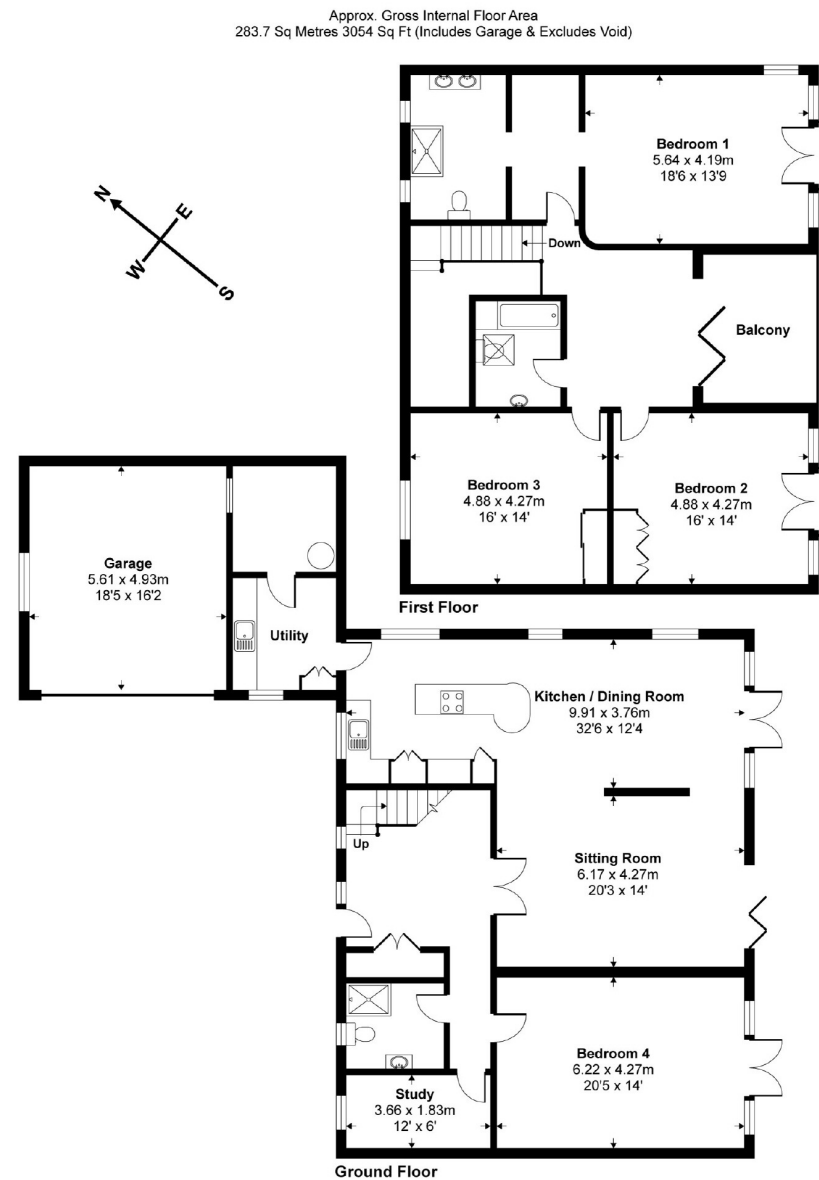 Approx. Gross Internal Floor Area
283.7 Sq Metres 3054 Sq Ft (Includes Garage & Excludes Void)
N
E
W
S
Bedroom 1
5.64 x 4.19m
18'6 x 13'9
Down
Balcony
Bedroom 3
4.88 x 4.27m
16' x 14'
Bedroom 2
4.88 x 4.27m
16' x 14'
First Floor
Garage
5.61 x 4.93m
18'5 x 16'2
Utility
Kitchen / Dining Room
9.91 x 3.76m
32'6 x 12'4
Up
Sitting Room
6.17 x 4.27m
20'3 x 14'
Bedroom 4
6.22 x 4.27m
20'5 x 14'
Study
3.66 x 1.83m
12' x 6'
Ground Floor